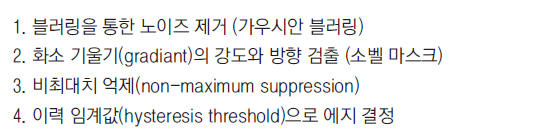 1. 블러링을 통한 노이즈 제거 (가우시안 블러링)
2. 화소 기울기(gradiant)의 강도와 방향 검출 (소벨 마스크)
3. 비최대치 억제(non-maximum suppression)
4. 이력 임계값(hysteresis threshold)으로 에지 결정